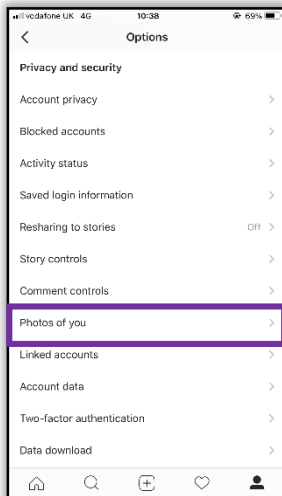 vodafone UK 4G 10:38 69%
Options
Privacy and security
Account privacy
Blocked accounts
Activity status
Saved login information
Resharing to stories Off
Story controls
Comment controls
Photos of you
Linked accounts
Account data
Two-factor authentication
Data download